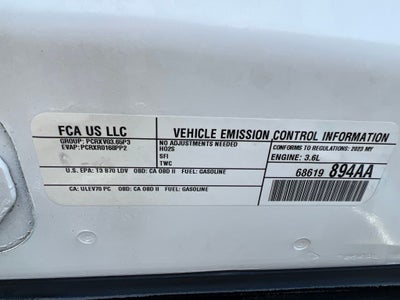 FCA US LLC
GROUP: PCRXV03.65P3
EVAP: PCRXR0168PP2
VEHICLE EMISSION CONTROL INFORMATION
NO ADJUSTMENTS NEEDED
HO2S
SFI
TWC
CONFORMS TO REGULATIONS: 2023 MY
ENGINE: 3.6L
68619 894AA
U.S. EPA: T3 B70 LDV OBD: CA OBD II FUEL: GASOLINE
CA: ULEV70 PC OBD: CA OBD II FUEL: GASOLINE